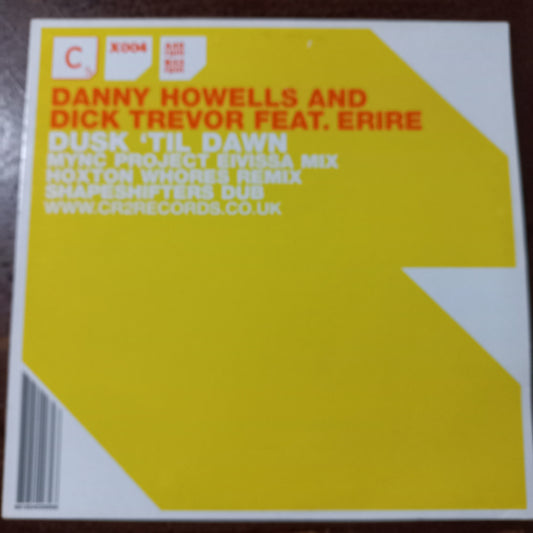 C2
X004
DANNY HOWELLS AND
DICK TREVOR FEAT. ERIRE
DUSK ‘TIL DAWN
MYNC PROJECT EIVISSA MIX
HOXTON WHORES REMIX
SHAPESHIFTERS DUB
WWW.CR2RECORDS.CO.UK